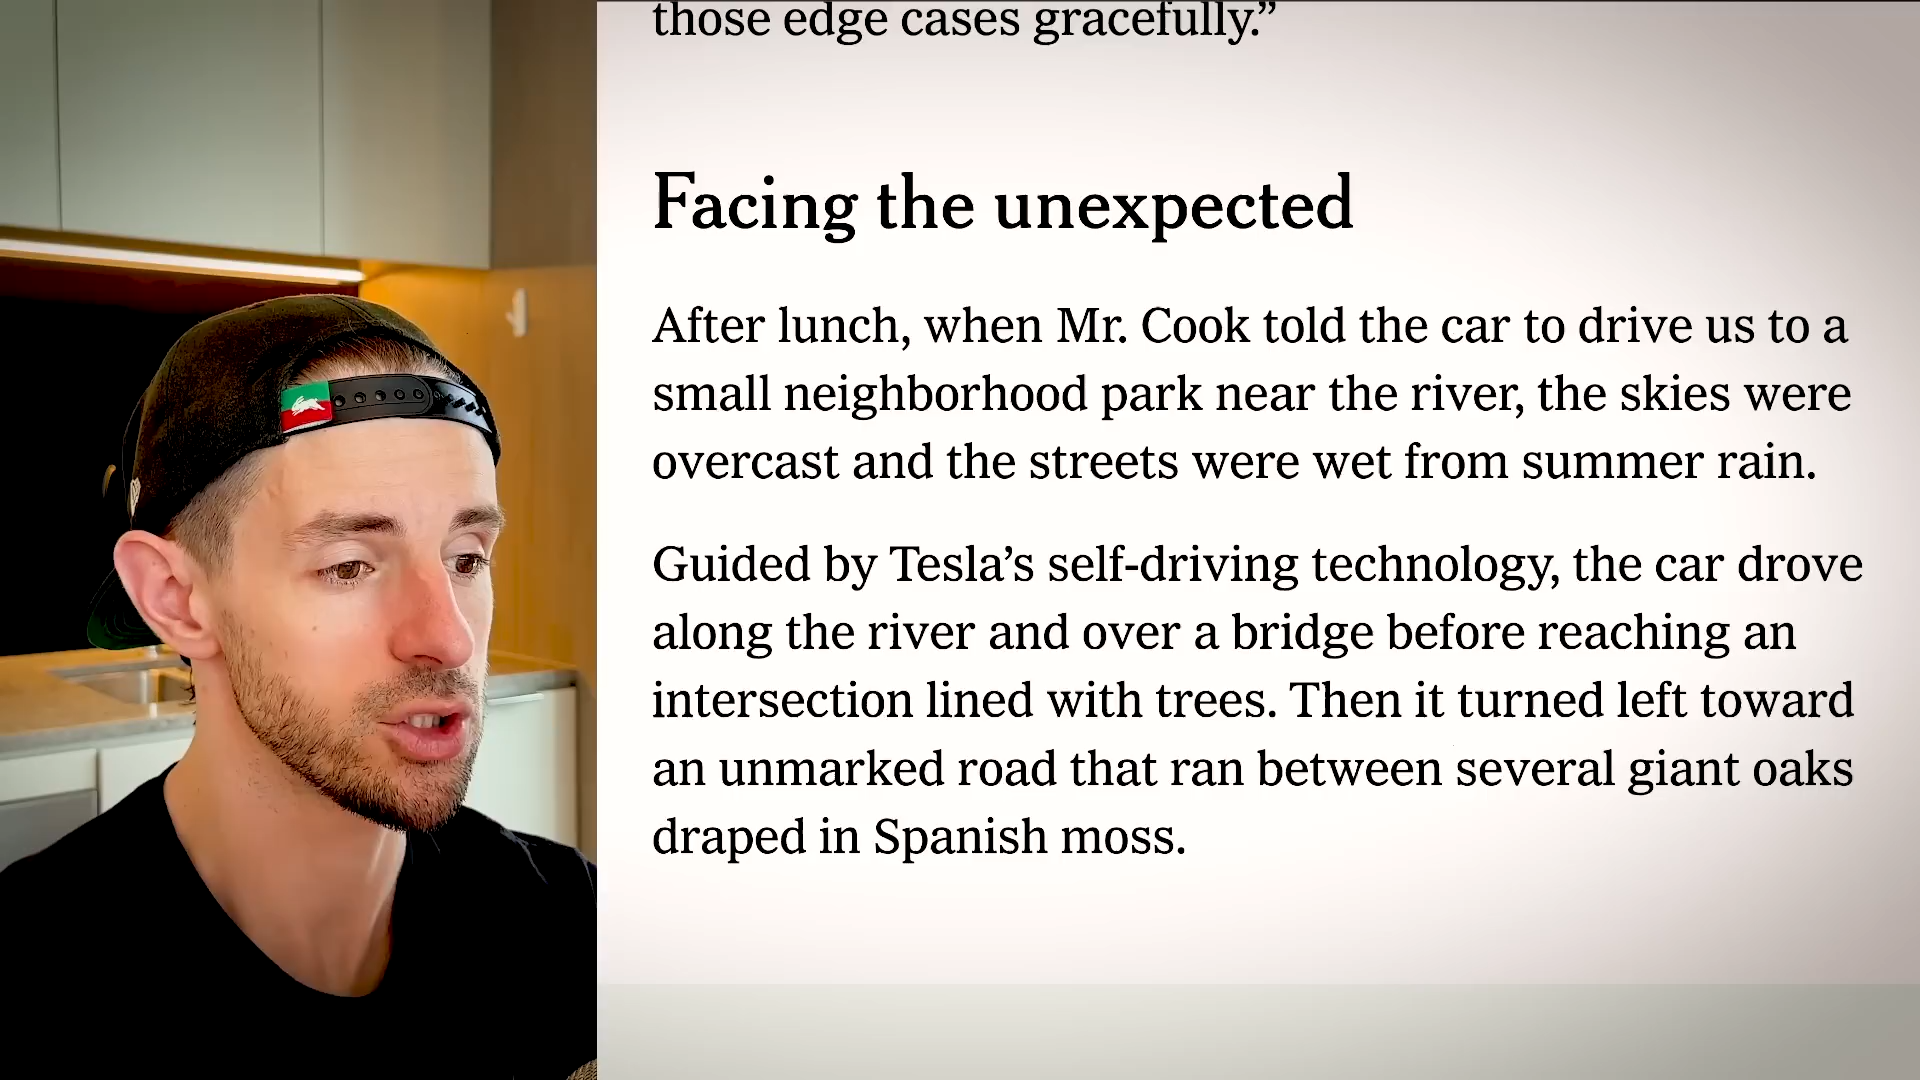 those edge cases gracefully.”
Facing the unexpected
After lunch, when Mr. Cook told the car to drive us to a
small neighborhood park near the river, the skies were
overcast and the streets were wet from summer rain.
Guided by Tesla’s self-driving technology, the car drove
along the river and over a bridge before reaching an
intersection lined with trees. Then it turned left toward
an unmarked road that ran between several giant oaks
draped in Spanish moss.